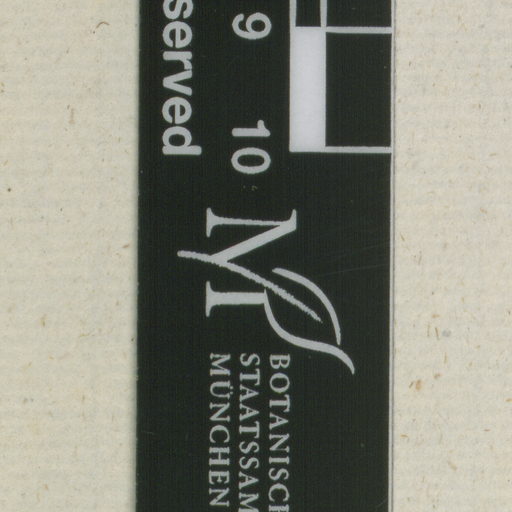 served
9 10
M
BOTANISCH
STAATSSAM
MÜNCHEN